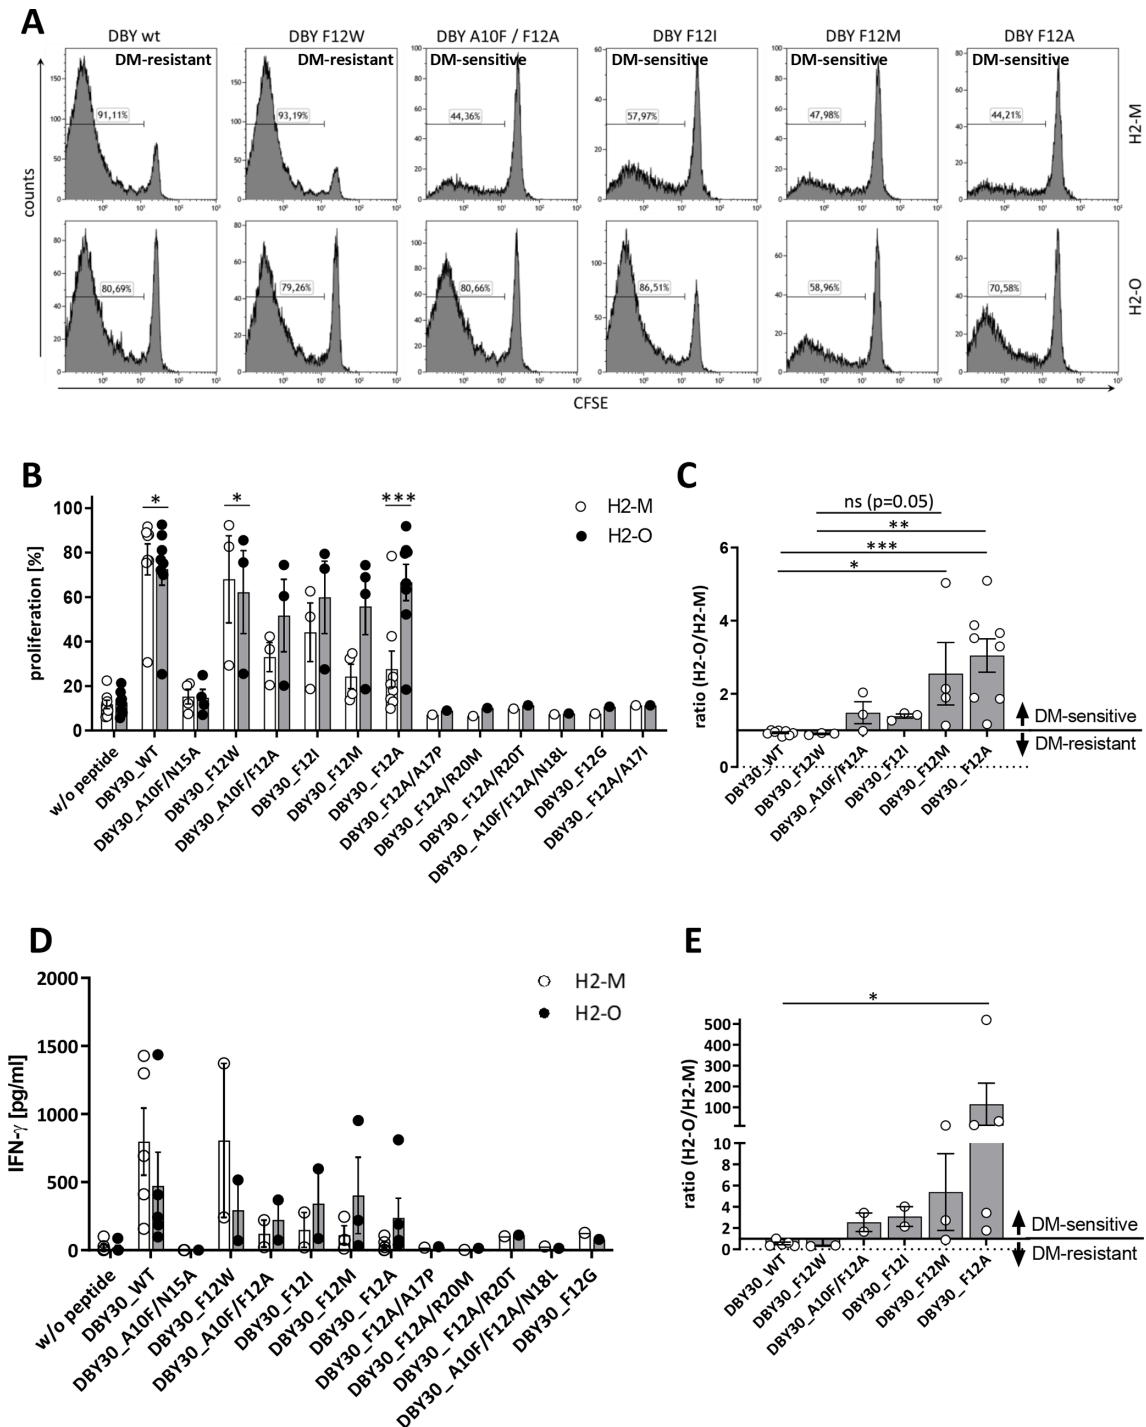 A
DBY wt
DBY F12W
DBY A10F / F12A
DBY F12I
DBY F12M
DBY F12A
DM-resistant
DM-resistant
DM-sensitive
DM-sensitive
DM-sensitive
DM-sensitive
91,11%
93,19%
44,36%
57,97%
47,98%
44,21%
H2-M
counts
80,69%
79,26%
80,66%
86,51%
58,96%
70,58%
H2-O
CFSE
B
proliferation [%]
100
80
60
40
20
0
* * ***
H2-M
H2-O
w/o peptide
DBY30_WT
DBY30_A10F/N15A
DBY30_F12W
DBY30_A10F/F12A
DBY30_F12I
DBY30_F12M
DBY30_F12A
DBY30_F12A/A17P
DBY30_F12A/R20M
DBY30_F12A/R20T
DBY30_A10F/F12A/N18L
DBY30_F12G
DBY30_F12A/A17I
C
ns (p=0.05)
**
***
*
ratio (H2-O/H2-M)
6
4
2
0
DM-sensitive
DM-resistant
DBY30_WT
DBY30_F12W
DBY30_A10F/F12A
DBY30_F12I
DBY30_F12M
DBY30_F12A
D
IFN-γ [pg/ml]
2000
1500
1000
500
0
H2-M
H2-O
w/o peptide
DBY30_WT
DBY30_A10F/N15A
DBY30_F12W
DBY30_A10F/F12A
DBY30_F12I
DBY30_F12M
DBY30_F12A
DBY30_F12A/A17P
DBY30_F12A/R20M
DBY30_F12A/R20T
DBY30_A10F/F12A/N18L
DBY30_F12G
E
*
ratio (H2-O/H2-M)
500
400
300
200
100
10
8
6
4
2
0
DM-sensitive
DM-resistant
DBY30_WT
DBY30_F12W
DBY30_A10F/F12A
DBY30_F12I
DBY30_F12M
DBY30_F12A